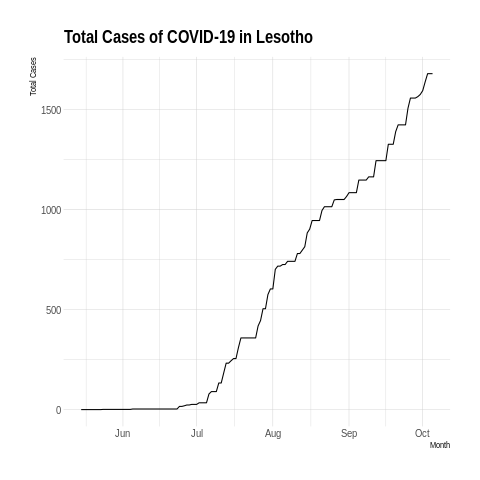 Total Cases of COVID-19 in Lesotho
Total Cases
1500
1000
500
0
Jun Jul Aug Sep Oct
Month